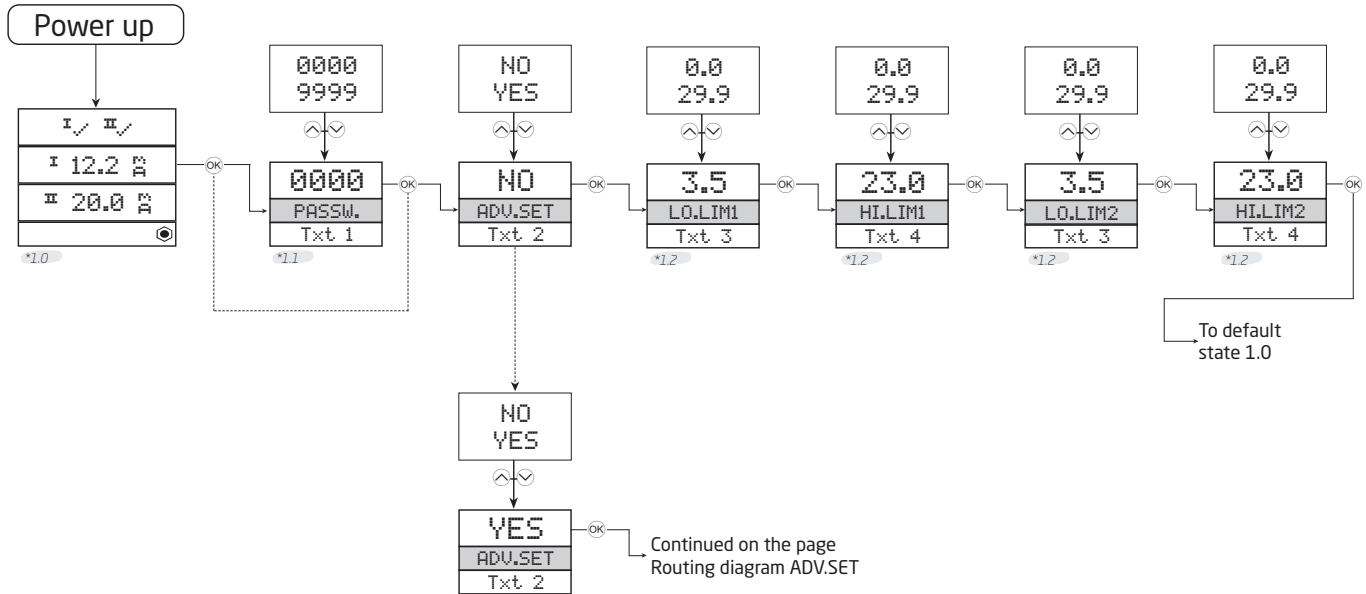 Power up
I✓ II✓
I 12.2 mA
II 20.0 mA
*1.0
OK
0000
9999
0000
PASSW.
Txt 1
*1.1
OK
NO
YES
NO
ADV.SET
Txt 2
OK
0.0
29.9
3.5
LO.LIM1
Txt 3
*1.2
OK
0.0
29.9
23.0
HI.LIM1
Txt 4
*1.2
OK
0.0
29.9
3.5
LO.LIM2
Txt 3
*1.2
OK
0.0
29.9
23.0
HI.LIM2
Txt 4
*1.2
OK
To default
state 1.0
NO
YES
YES
ADV.SET
Txt 2
OK
Continued on the page
Routing diagram ADV.SET